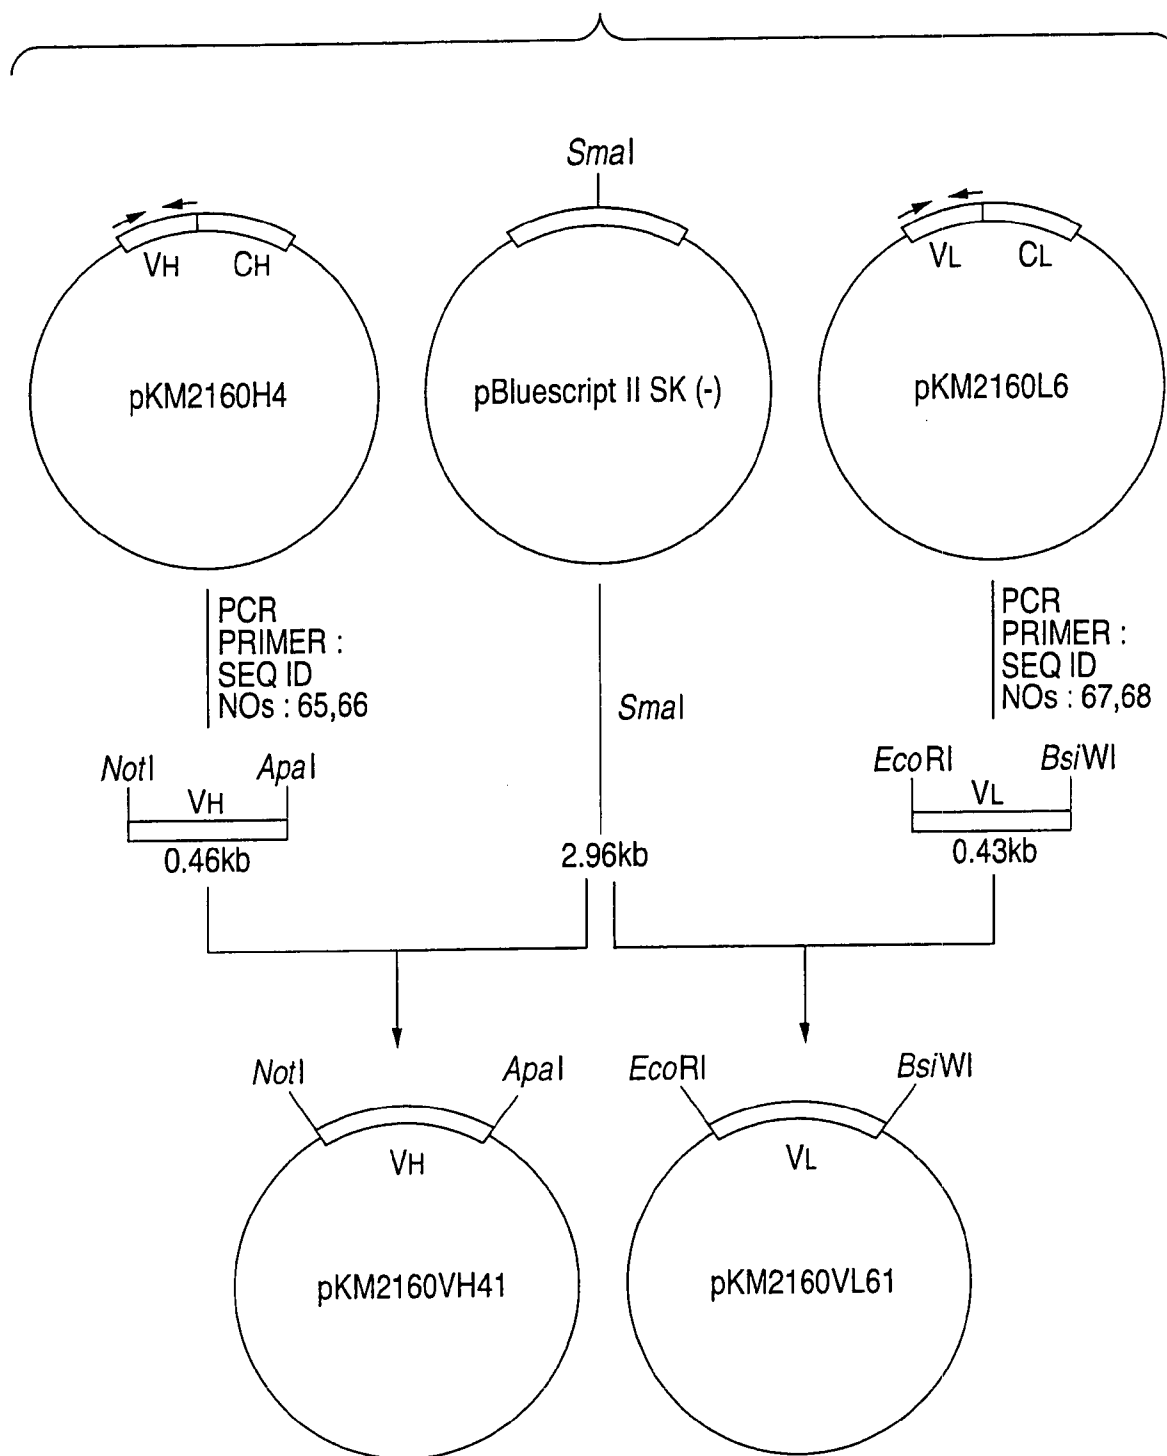 SmaI
VH CH
VL CL
pKM2160H4
pBluescript II SK (-)
pKM2160L6
PCR
PRIMER :
SEQ ID
NOs : 65,66
SmaI
PCR
PRIMER :
SEQ ID
NOs : 67,68
NotI ApaI
VH
0.46kb
2.96kb
EcoRI BsiWI
VL
0.43kb
NotI ApaI
VH
pKM2160VH41
EcoRI BsiWI
VL
pKM2160VL61